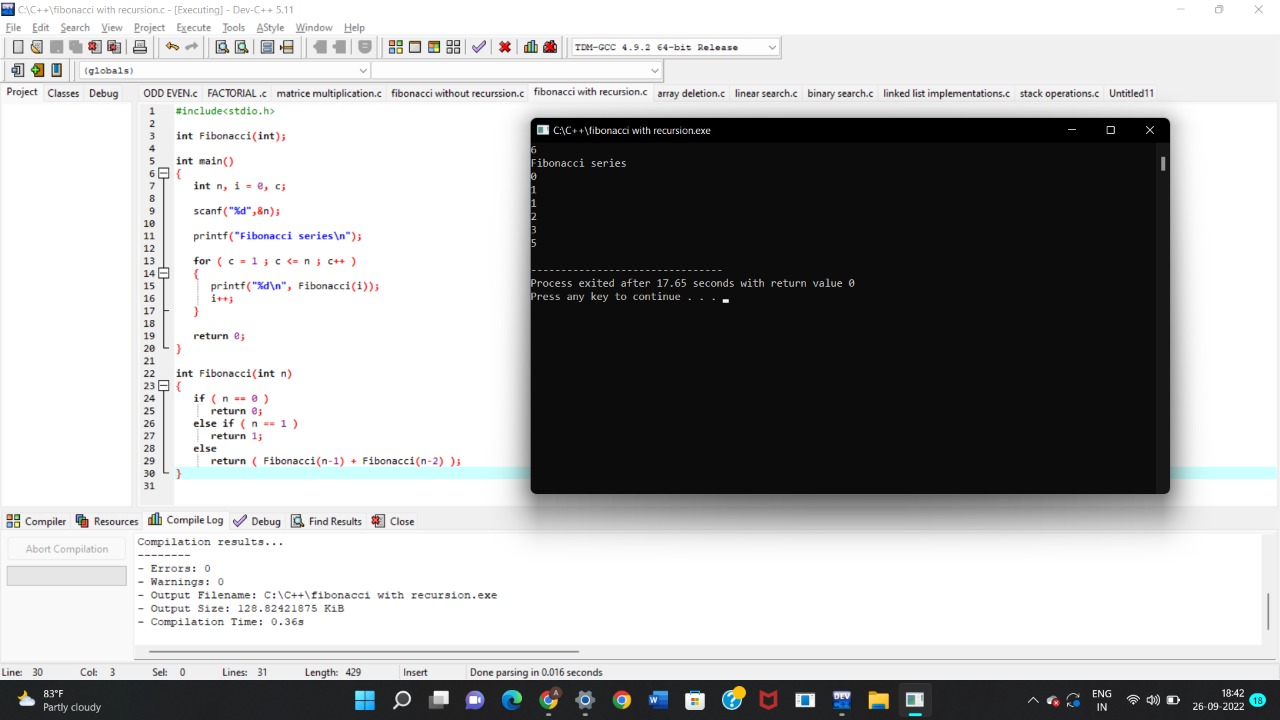 C:\C++\fibonacci with recursion.c - [Executing] - Dev-C++ 5.11
File Edit Search View Project Execute Tools AStyle Window Help
TDM-GCC 4.9.2 64-bit Release
(globals)
Project Classes Debug
ODD EVEN.c FACTORIAL .c matrice multiplication.c fibonacci without recurssion.c fibonacci with recursion.c array deletion.c linear search.c binary search.c linked list implementations.c stack operations.c Untitled11
1 #include<stdio.h>
2
3 int Fibonacci(int);
4
5 int main()
6 {
7 int n, i = 0, c;
8
9 scanf("%d",&n);
10
11 printf("Fibonacci series\n");
12
13 for ( c = 1 ; c <= n ; c++ )
14 {
15 printf("%d\n", Fibonacci(i));
16 i++;
17 }
18
19 return 0;
20 }
21
22 int Fibonacci(int n)
23 {
24 if ( n == 0 )
25 return 0;
26 else if ( n == 1 )
27 return 1;
28 else
29 return ( Fibonacci(n-1) + Fibonacci(n-2) );
30 }
31
C:\C++\fibonacci with recursion.exe
6
Fibonacci series
0
1
1
2
3
5
--------------------------------
Process exited after 17.65 seconds with return value 0
Press any key to continue . . .
Compiler Resources Compile Log Debug Find Results Close
Abort Compilation
Compilation results...
--------
- Errors: 0
- Warnings: 0
- Output Filename: C:\C++\fibonacci with recursion.exe
- Output Size: 128.82421875 KiB
- Compilation Time: 0.36s
Line: 30 Col: 3 Sel: 0 Lines: 31 Length: 429 Insert Done parsing in 0.016 seconds
83°F
Partly cloudy
ENG
IN
18:42
26-09-2022
18